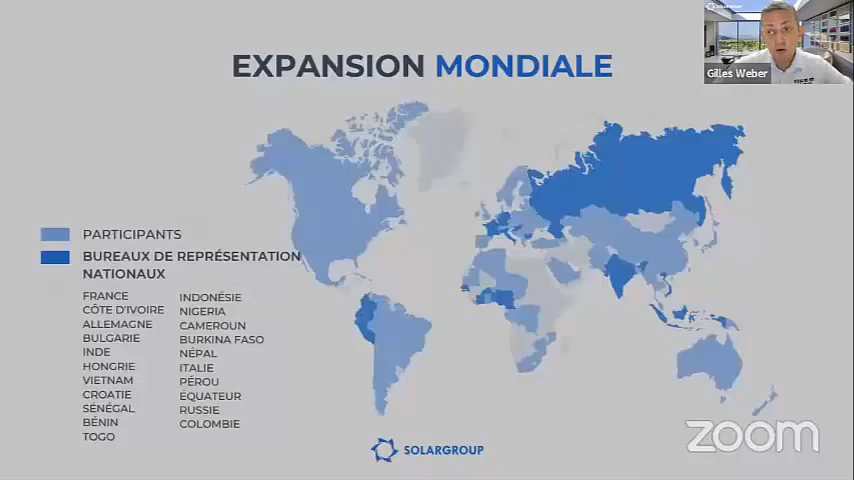 EXPANSION MONDIALE
Gilles Weber
PARTICIPANTS
BUREAUX DE REPRÉSENTATION
NATIONAUX
FRANCE
CÔTE D'IVOIRE
ALLEMAGNE
BULGARIE
INDE
HONGRIE
VIETNAM
CROATIE
SÉNÉGAL
BÉNIN
TOGO
INDONÉSIE
NIGERIA
CAMEROUN
BURKINA FASO
NÉPAL
ITALIE
PÉROU
ÉQUATEUR
RUSSIE
COLOMBIE
SOLARGROUP
zoom